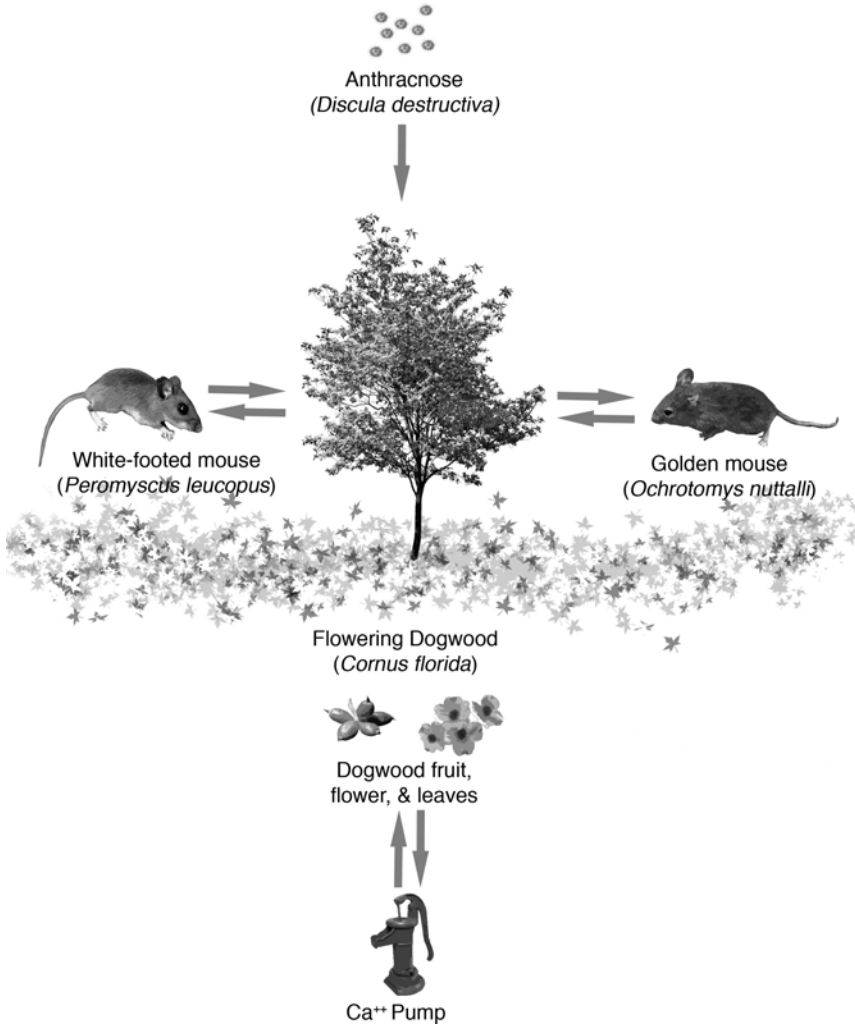 Anthracnose
(Discula destructiva)
White-footed mouse
(Peromyscus leucopus)
Golden mouse
(Ochrotomys nuttalli)
Flowering Dogwood
(Cornus florida)
Dogwood fruit,
flower, & leaves
Ca⁺⁺ Pump